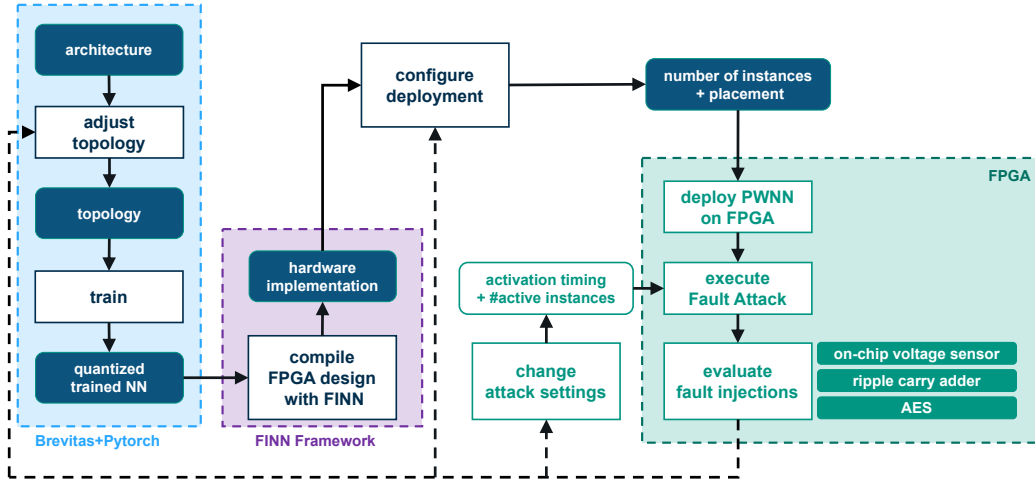 architecture
adjust
topology
topology
train
quantized
trained NN
Brevitas+Pytorch
hardware
implementation
compile
FPGA design
with FINN
FINN Framework
configure
deployment
number of instances
+ placement
FPGA
deploy PWNN
on FPGA
activation timing
+ #active instances
execute
Fault Attack
change
attack settings
evaluate
fault injections
on-chip voltage sensor
ripple carry adder
AES